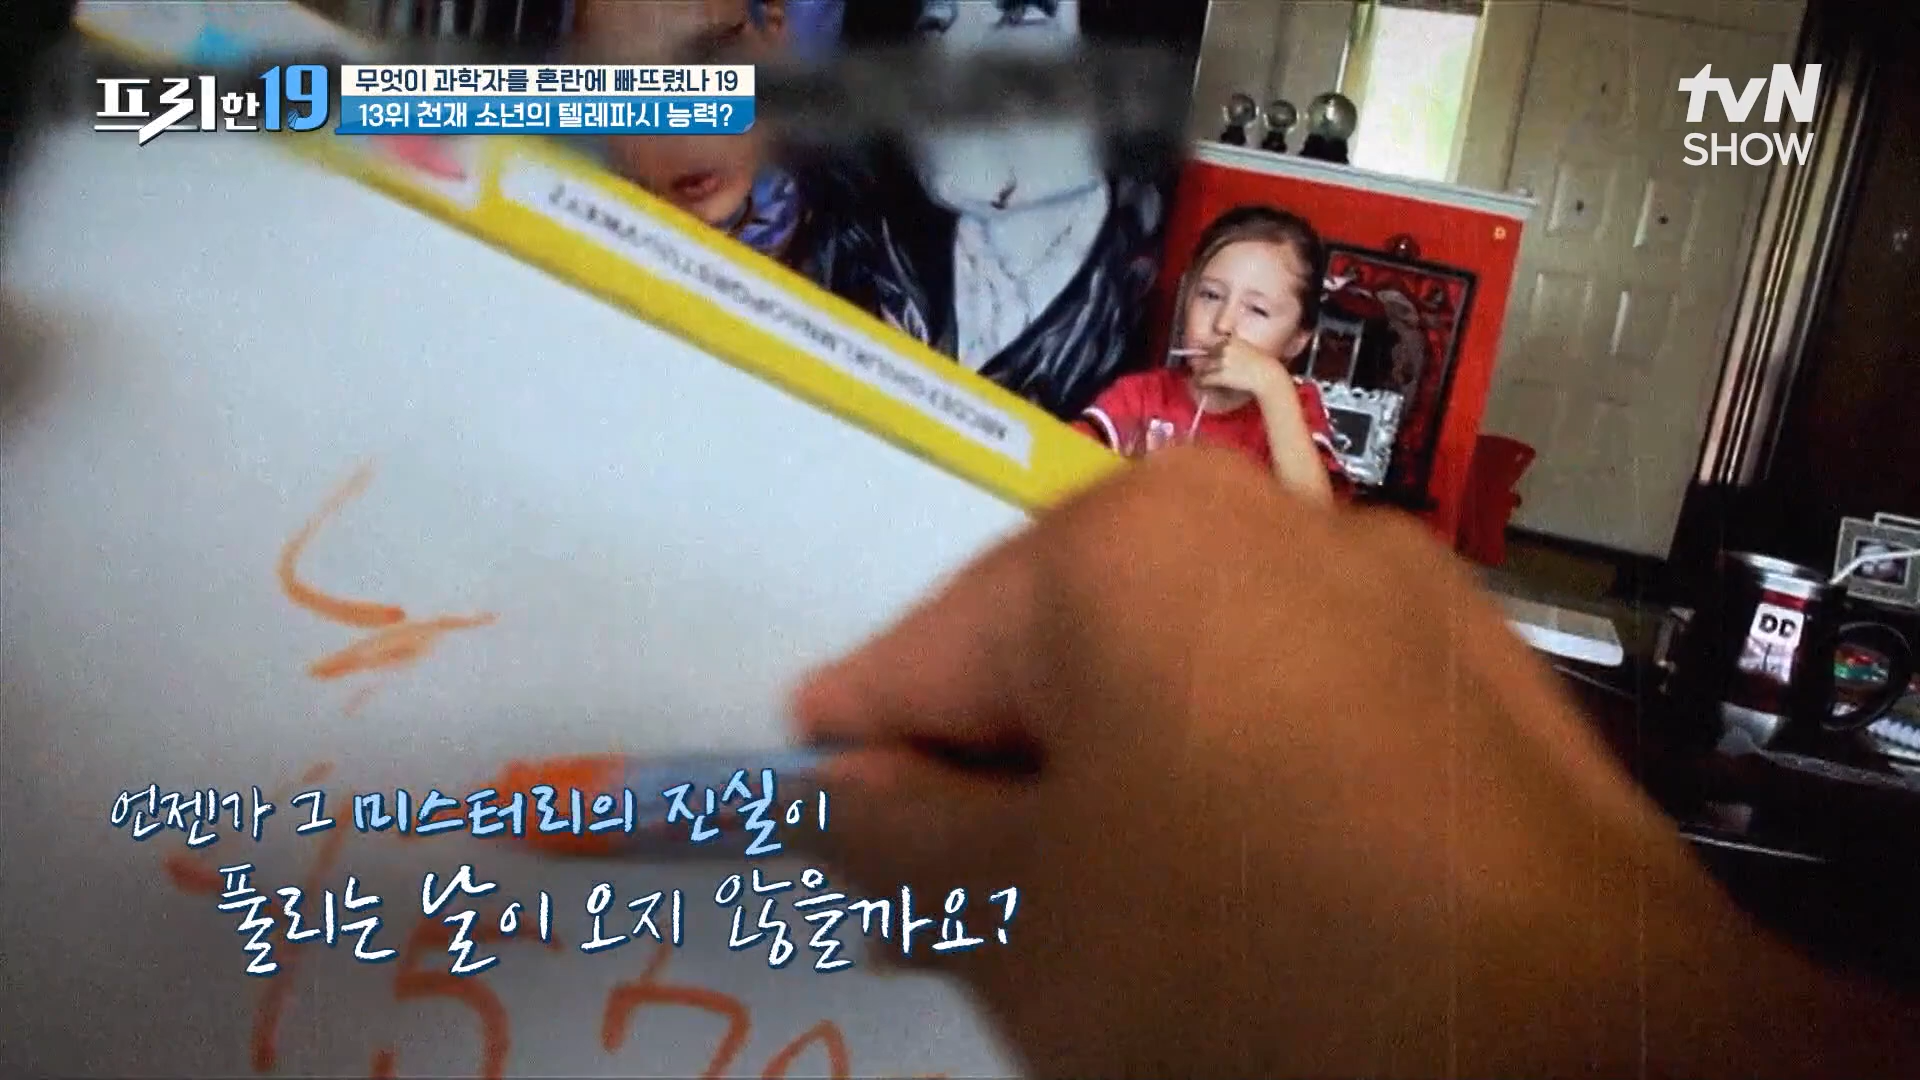 프리한19
무엇이 과학자를 혼란에 빠뜨렸나 19
13위 천재 소년의 텔레파시 능력?
tvN
SHOW
DD
언젠가 그 미스터리의 진실이
풀리는 날이 오지 않을까요?